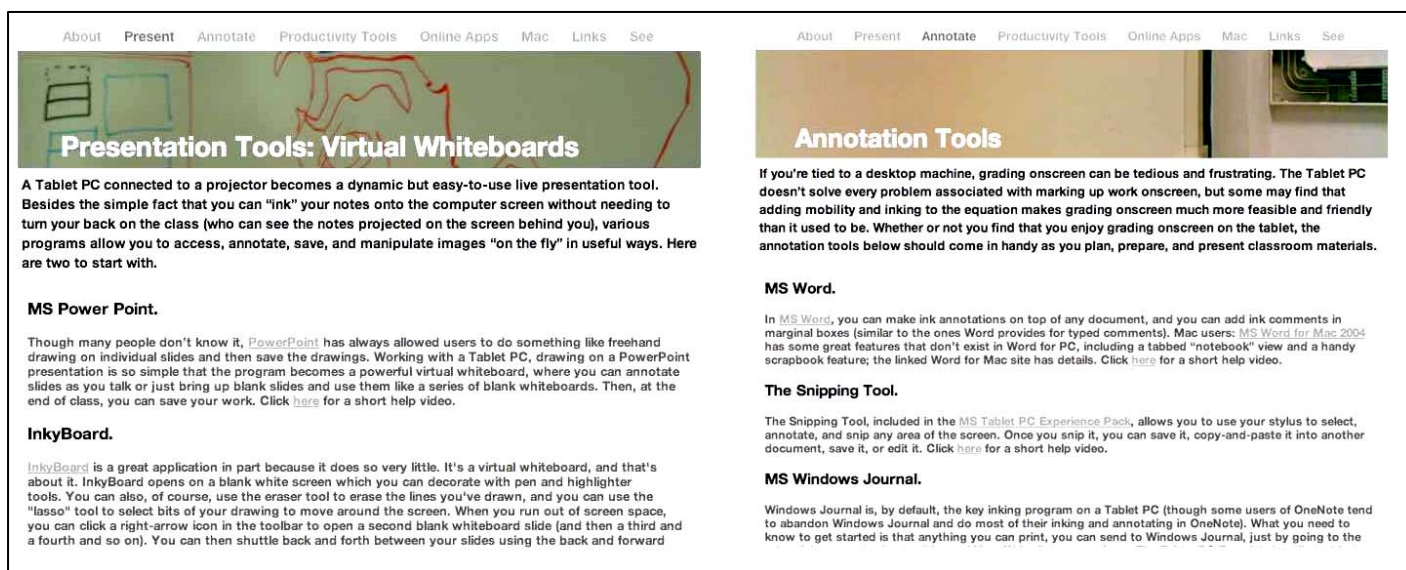 About Present Annotate Productivity Tools Online Apps Mac Links See
Presentation Tools: Virtual Whiteboards
A Tablet PC connected to a projector becomes a dynamic but easy-to-use live presentation tool.
Besides the simple fact that you can “ink” your notes onto the computer screen without needing to
turn your back on the class (who can see the notes projected on the screen behind you), various
programs allow you to access, annotate, save, and manipulate images “on the fly” in useful ways. Here
are two to start with.
MS Power Point.
Though many people don’t know it, PowerPoint has always allowed users to do something like freehand
drawing on individual slides and then save the drawings. Working with a Tablet PC, drawing on a PowerPoint
presentation is so simple that the program becomes a powerful virtual whiteboard, where you can annotate
slides as you talk or just bring up blank slides and use them like a series of blank whiteboards. Then, at the
end of class, you can save your work. Click here for a short help video.
InkyBoard.
InkyBoard is a great application in part because it does so very little. It's a virtual whiteboard, and that's
about it. InkyBoard opens on a blank white screen which you can decorate with pen and highlighter
tools. You can also, of course, use the eraser tool to erase the lines you've drawn, and you can use the
"lasso" tool to select bits of your drawing to move around the screen. When you run out of screen space,
you can click a right-arrow icon in the toolbar to open a second blank whiteboard slide (and then a third and
a fourth and so on). You can then shuttle back and forth between your slides using the back and forward
About Present Annotate Productivity Tools Online Apps Mac Links See
Annotation Tools
If you’re tied to a desktop machine, grading onscreen can be tedious and frustrating. The Tablet PC
doesn’t solve every problem associated with marking up work onscreen, but some may find that
adding mobility and inking to the equation makes grading onscreen much more feasible and friendly
than it used to be. Whether or not you find that you enjoy grading onscreen on the tablet, the
annotation tools below should come in handy as you plan, prepare, and present classroom materials.
MS Word.
In MS Word, you can make ink annotations on top of any document, and you can add ink comments in
marginal boxes (similar to the ones Word provides for typed comments). Mac users: MS Word for Mac 2004
has some great features that don’t exist in Word for PC, including a tabbed “notebook” view and a handy
scrapbook feature; the linked Word for Mac site has details. Click here for a short help video.
The Snipping Tool.
The Snipping Tool, included in the MS Tablet PC Experience Pack, allows you to use your stylus to select,
annotate, and snip any area of the screen. Once you snip it, you can save it, copy-and-paste it into another
document, save it, or edit it. Click here for a short help video.
MS Windows Journal.
Windows Journal is, by default, the key inking program on a Tablet PC (though some users of OneNote tend
to abandon Windows Journal and do most of their inking and annotating in OneNote). What you need to
know to get started is that anything you can print, you can send to Windows Journal, just by going to the